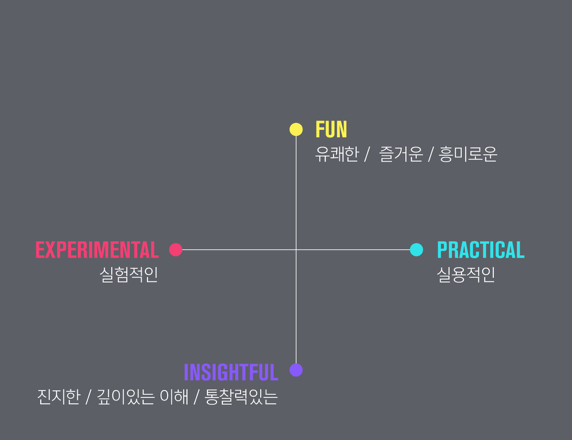 FUN
유쾌한 / 즐거운 / 흥미로운
EXPERIMENTAL
실험적인
PRACTICAL
실용적인
INSIGHTFUL
진지한 / 깊이있는 이해 / 통찰력있는